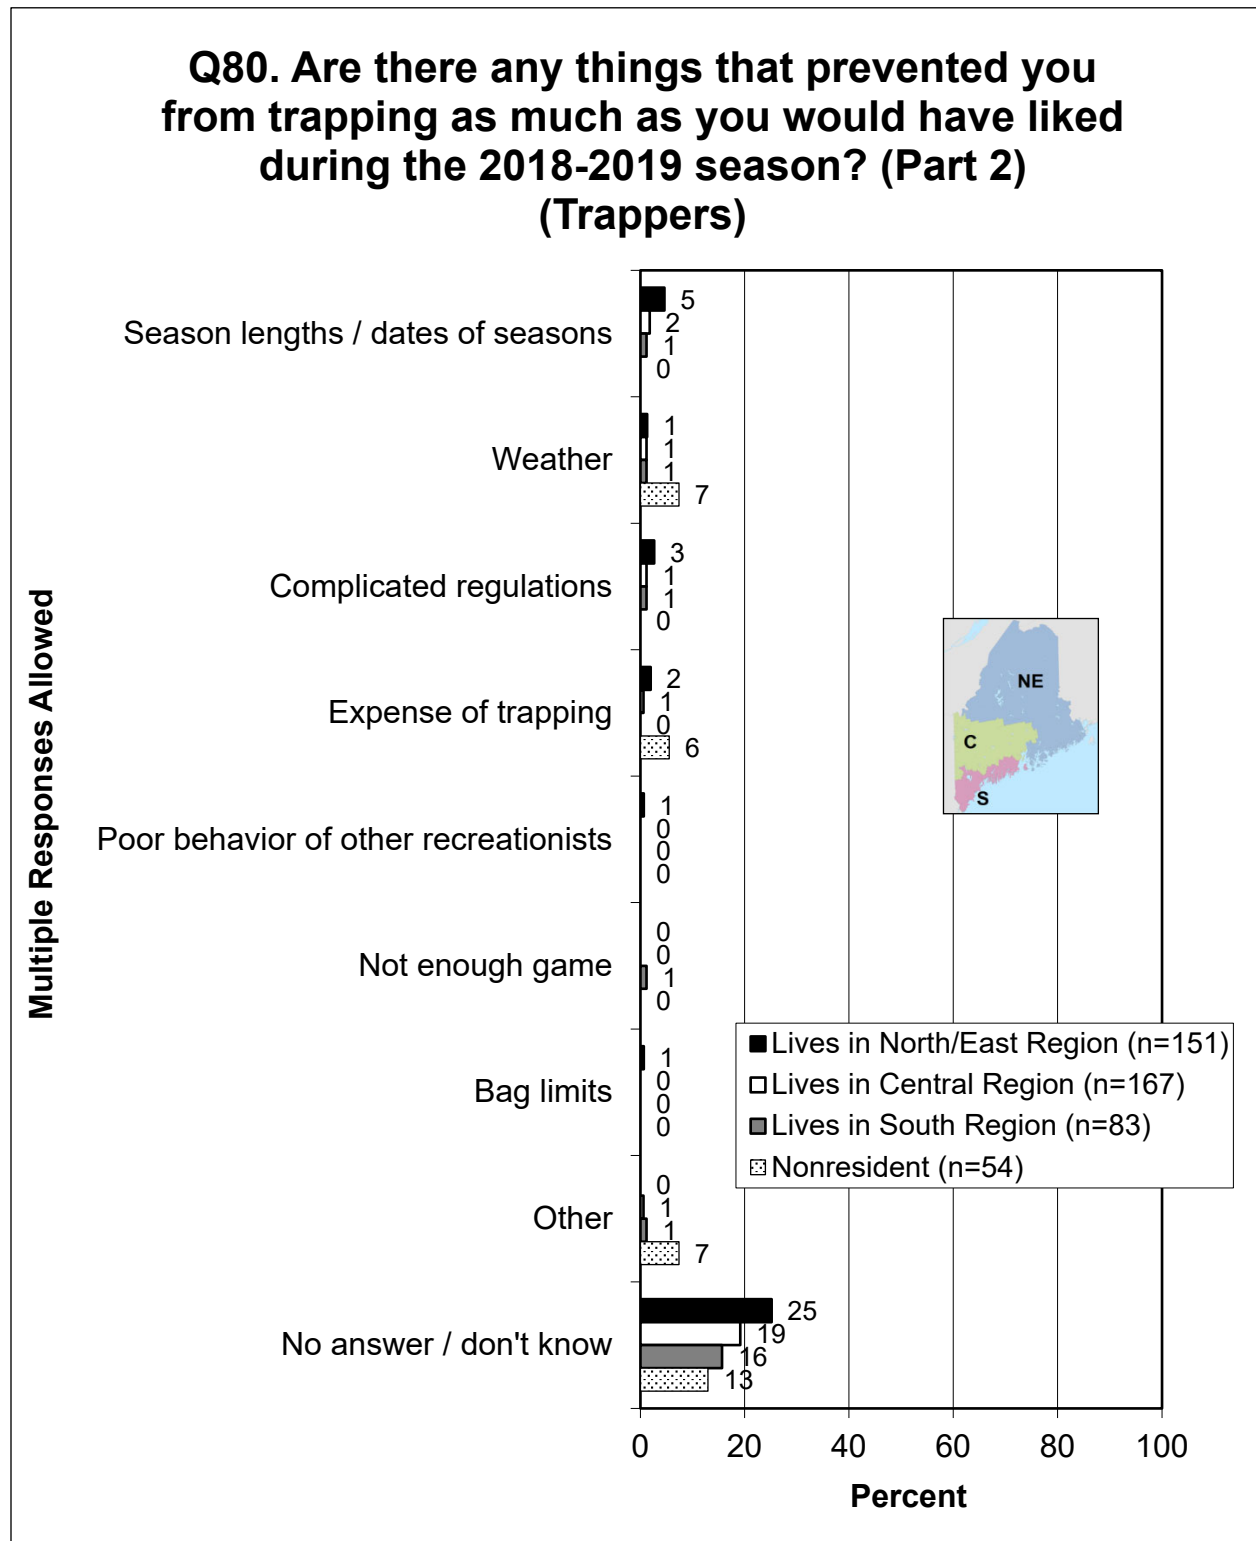 Q80. Are there any things that prevented you
from trapping as much as you would have liked
during the 2018-2019 season? (Part 2)
(Trappers)
Multiple Responses Allowed
Season lengths / dates of seasons
5
2
1
0
Weather
1
1
1
7
Complicated regulations
3
1
1
0
Expense of trapping
2
1
0
6
Poor behavior of other recreationists
1
0
0
0
Not enough game
0
0
1
0
Bag limits
1
0
0
0
Other
0
1
1
7
No answer / don't know
25
19
16
13
NE
C
S
Lives in North/East Region (n=151)
Lives in Central Region (n=167)
Lives in South Region (n=83)
Nonresident (n=54)
0 20 40 60 80 100
Percent